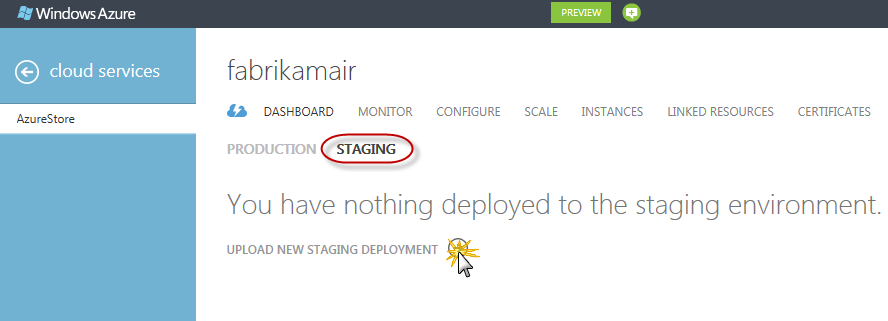 Windows Azure
PREVIEW
cloud services
AzureStore
fabrikamair
DASHBOARD MONITOR CONFIGURE SCALE INSTANCES LINKED RESOURCES CERTIFICATES
PRODUCTION STAGING
You have nothing deployed to the staging environment.
UPLOAD NEW STAGING DEPLOYMENT